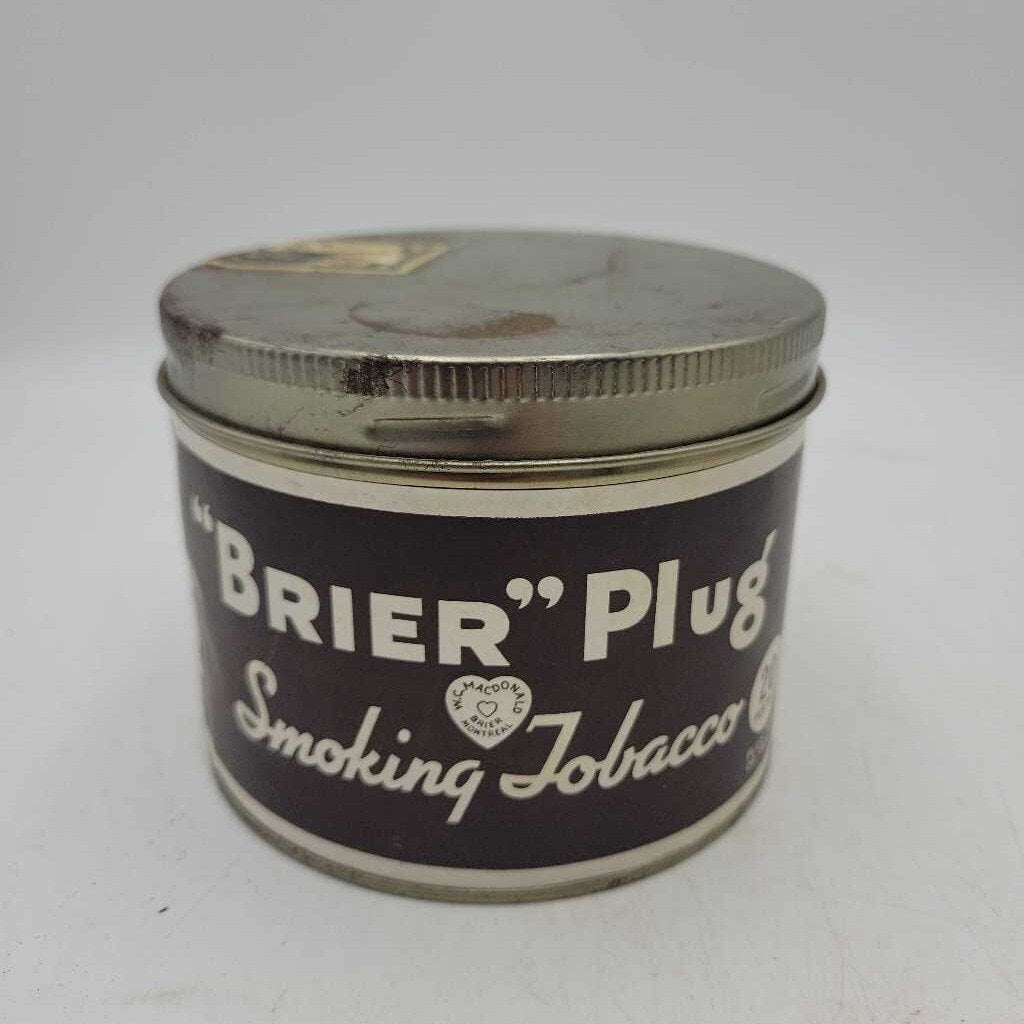 “BRIER” Plug
W.C. MACDONALD
BRIER
MONTREAL
Smoking Tobacco